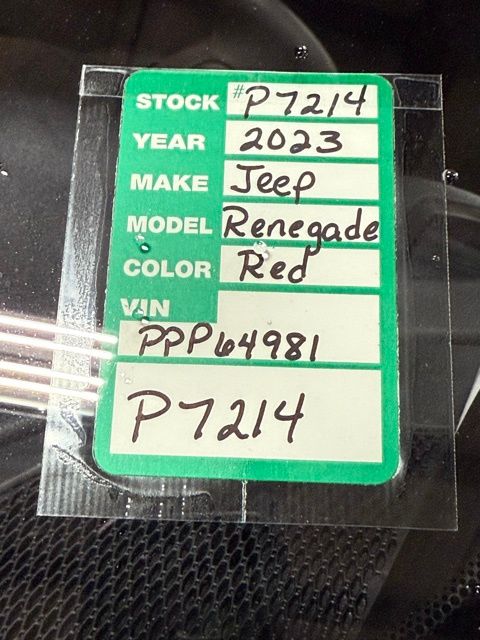 STOCK #P7214
YEAR 2023
MAKE Jeep
MODEL Renegade
COLOR Red
VIN
PPP64981
P7214